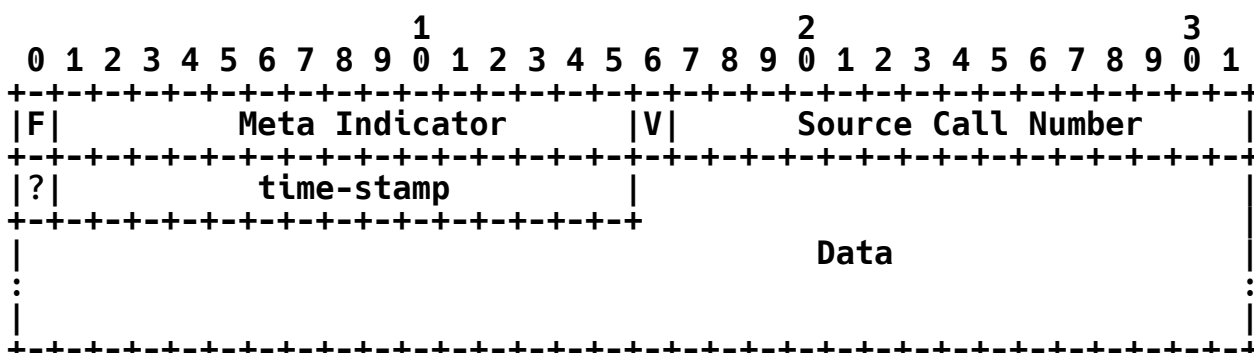 1                   2                   3
 0 1 2 3 4 5 6 7 8 9 0 1 2 3 4 5 6 7 8 9 0 1 2 3 4 5 6 7 8 9 0 1
+-+-+-+-+-+-+-+-+-+-+-+-+-+-+-+-+-+-+-+-+-+-+-+-+-+-+-+-+-+-+-+-+
|F|         Meta Indicator      |V|      Source Call Number     |
+-+-+-+-+-+-+-+-+-+-+-+-+-+-+-+-+-+-+-+-+-+-+-+-+-+-+-+-+-+-+-+-+
|?|          time-stamp         |                               |
+-+-+-+-+-+-+-+-+-+-+-+-+-+-+-+-+                               |
|                                         Data                  |
:                                                               :
|                                                               |
+-+-+-+-+-+-+-+-+-+-+-+-+-+-+-+-+-+-+-+-+-+-+-+-+-+-+-+-+-+-+-+-+